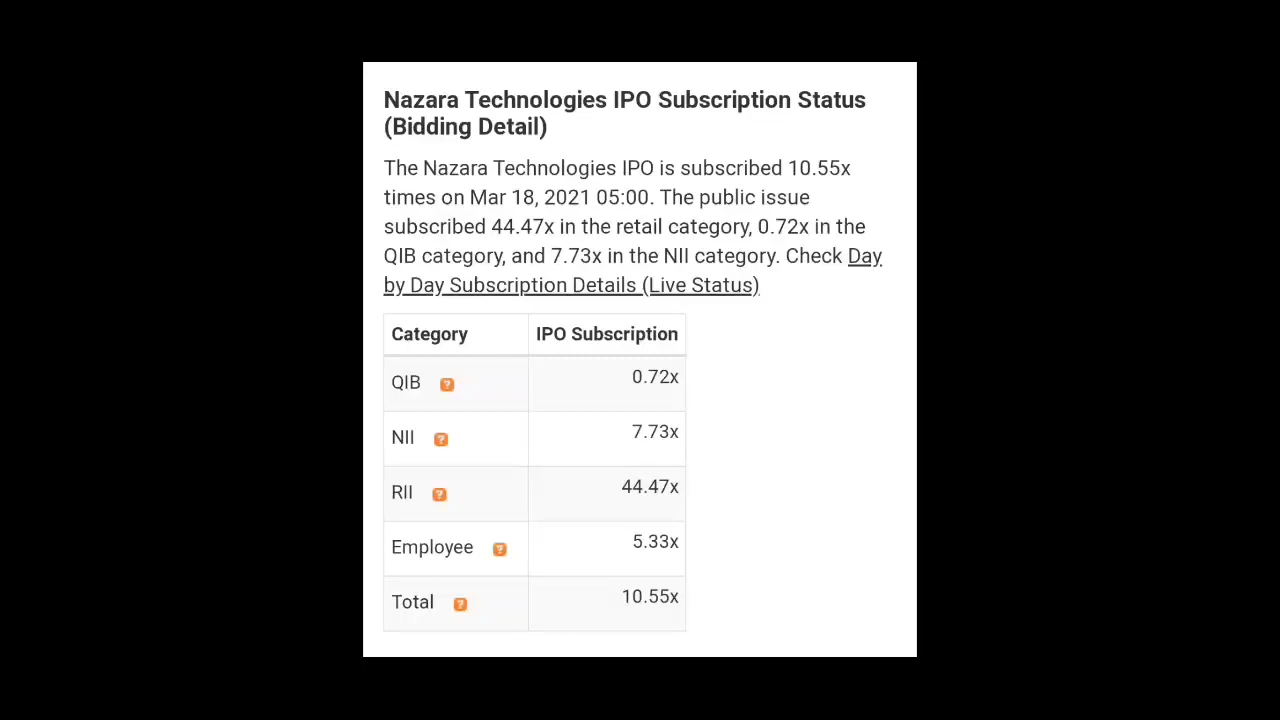 Nazara Technologies IPO Subscription Status
(Bidding Detail)
The Nazara Technologies IPO is subscribed 10.55x
times on Mar 18, 2021 05:00. The public issue
subscribed 44.47x in the retail category, 0.72x in the
QIB category, and 7.73x in the NII category. Check Day
by Day Subscription Details (Live Status)
Category IPO Subscription
QIB ? 0.72x
NII ? 7.73x
RII ? 44.47x
Employee ? 5.33x
Total ? 10.55x